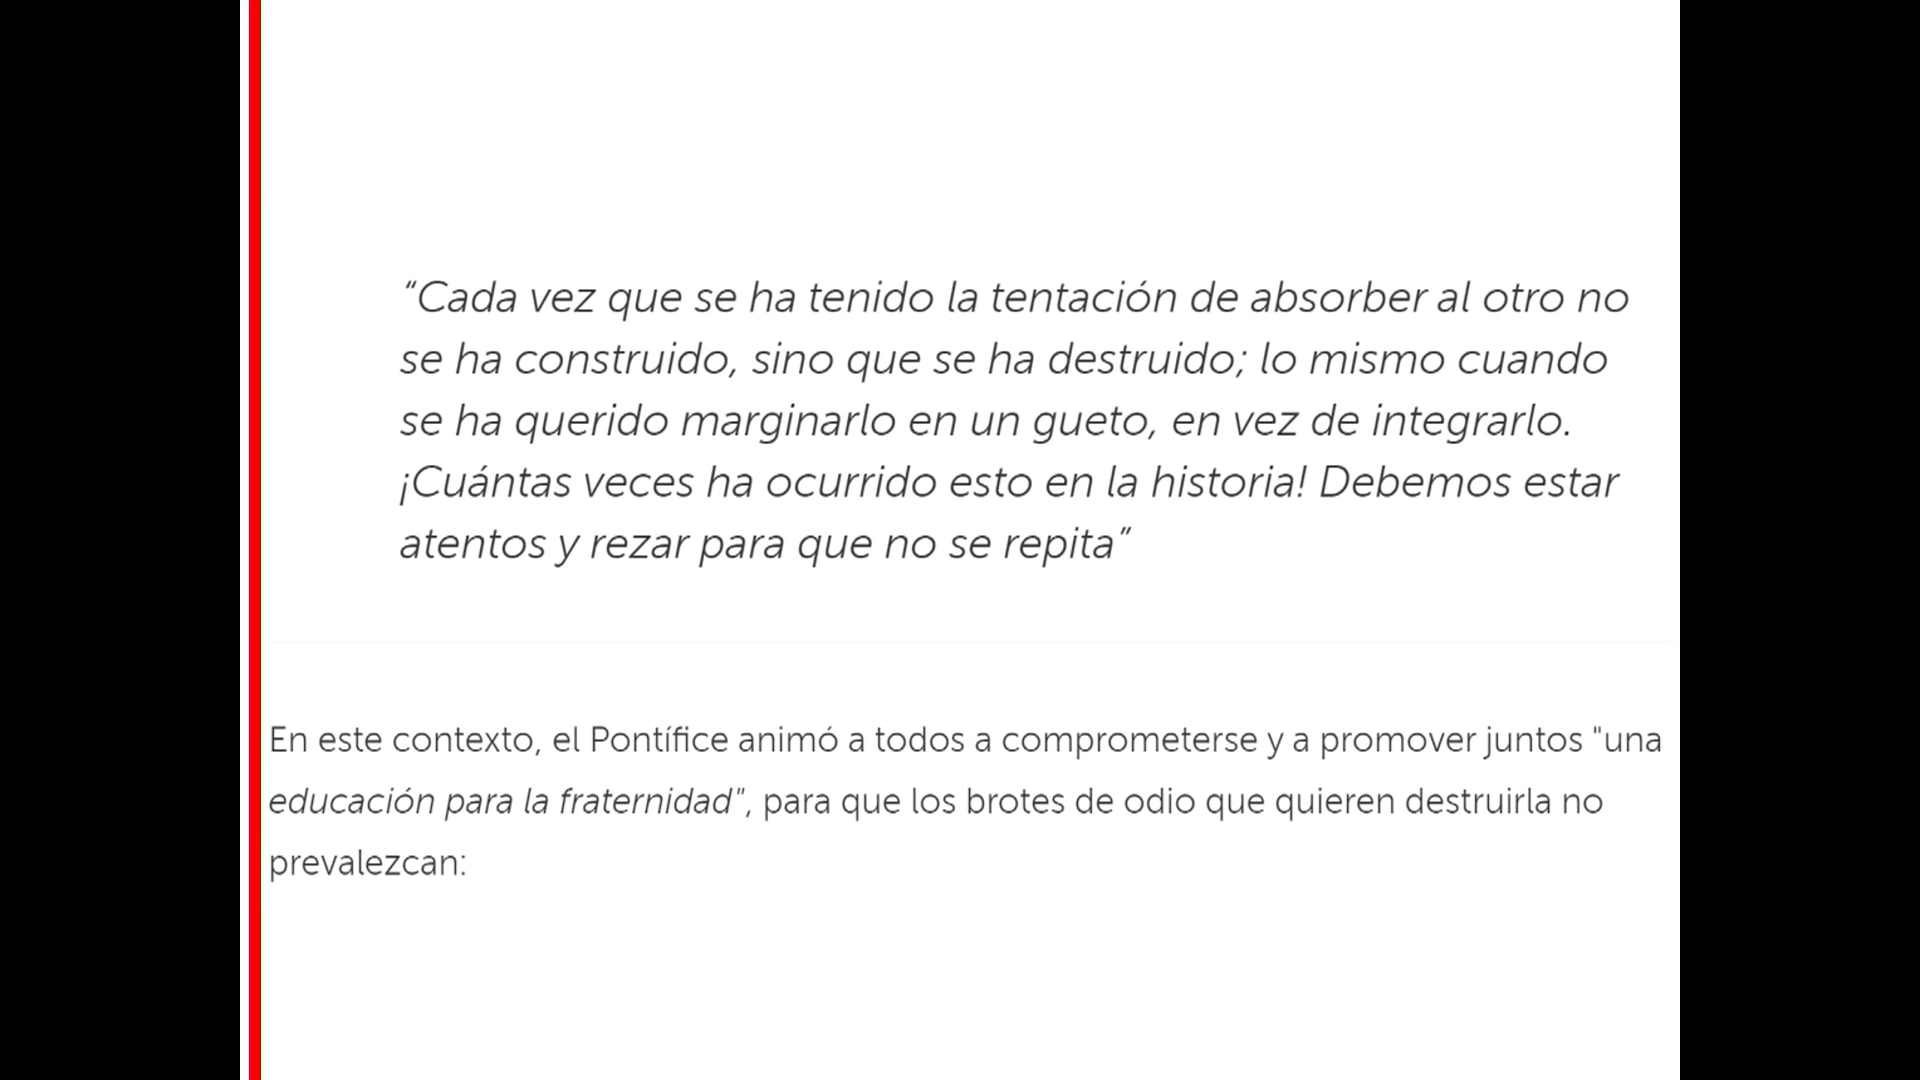 “Cada vez que se ha tenido la tentación de absorber al otro no
se ha construido, sino que se ha destruido; lo mismo cuando
se ha querido marginarlo en un gueto, en vez de integrarlo.
¡Cuántas veces ha ocurrido esto en la historia! Debemos estar
atentos y rezar para que no se repita”
En este contexto, el Pontífice animó a todos a comprometerse y a promover juntos "una
educación para la fraternidad", para que los brotes de odio que quieren destruirla no
prevalezcan: